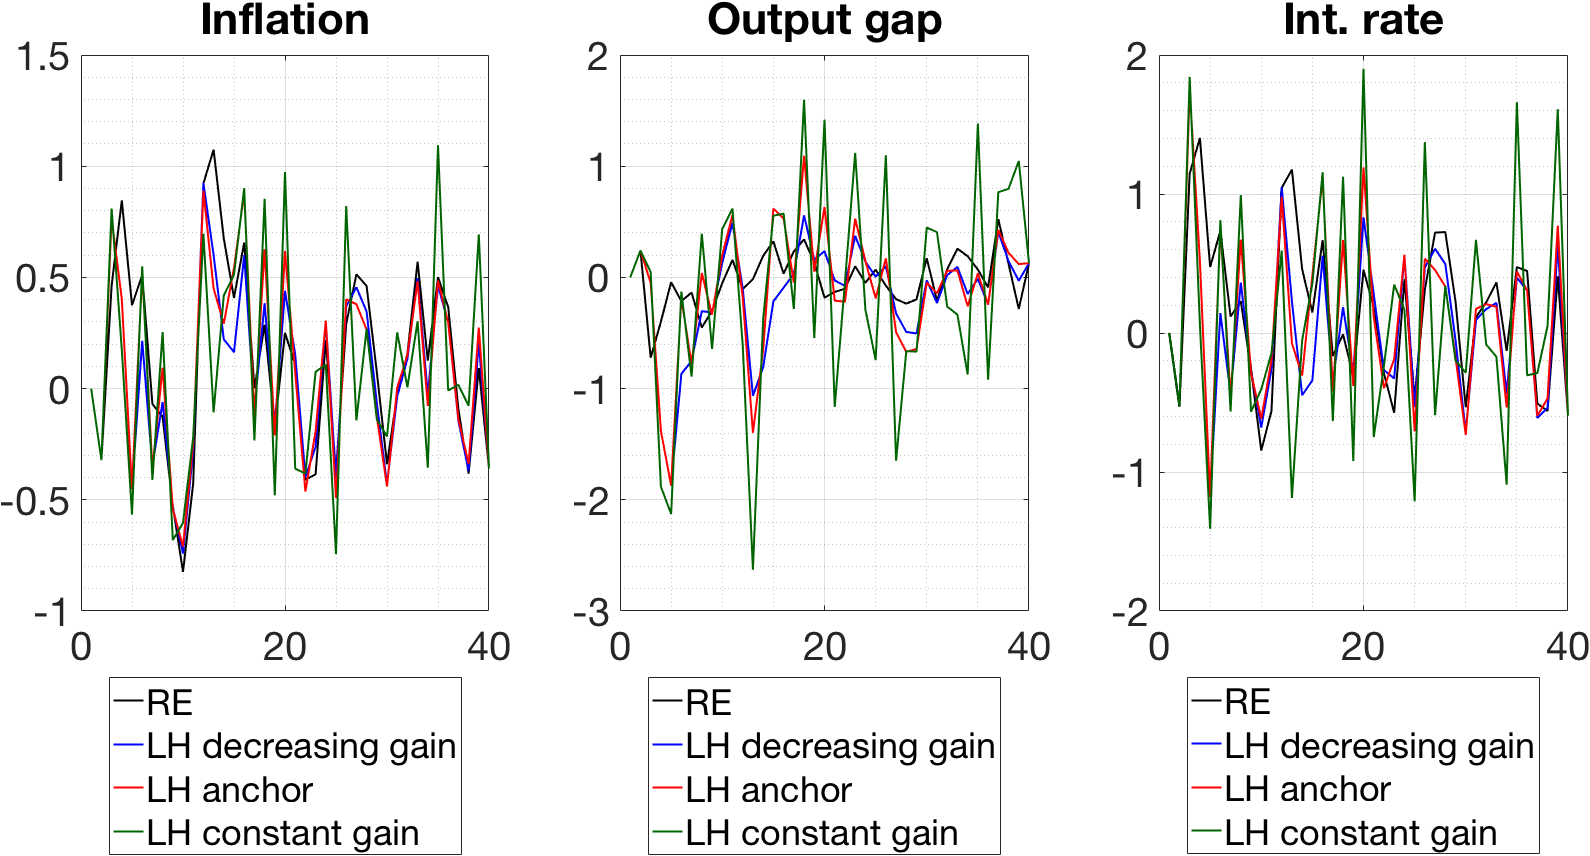 Inflation
1.5
1
0.5
0
-0.5
-1
0 20 40
RE
LH decreasing gain
LH anchor
LH constant gain
Output gap
2
1
0
-1
-2
-3
0 20 40
RE
LH decreasing gain
LH anchor
LH constant gain
Int. rate
2
1
0
-1
-2
0 20 40
RE
LH decreasing gain
LH anchor
LH constant gain